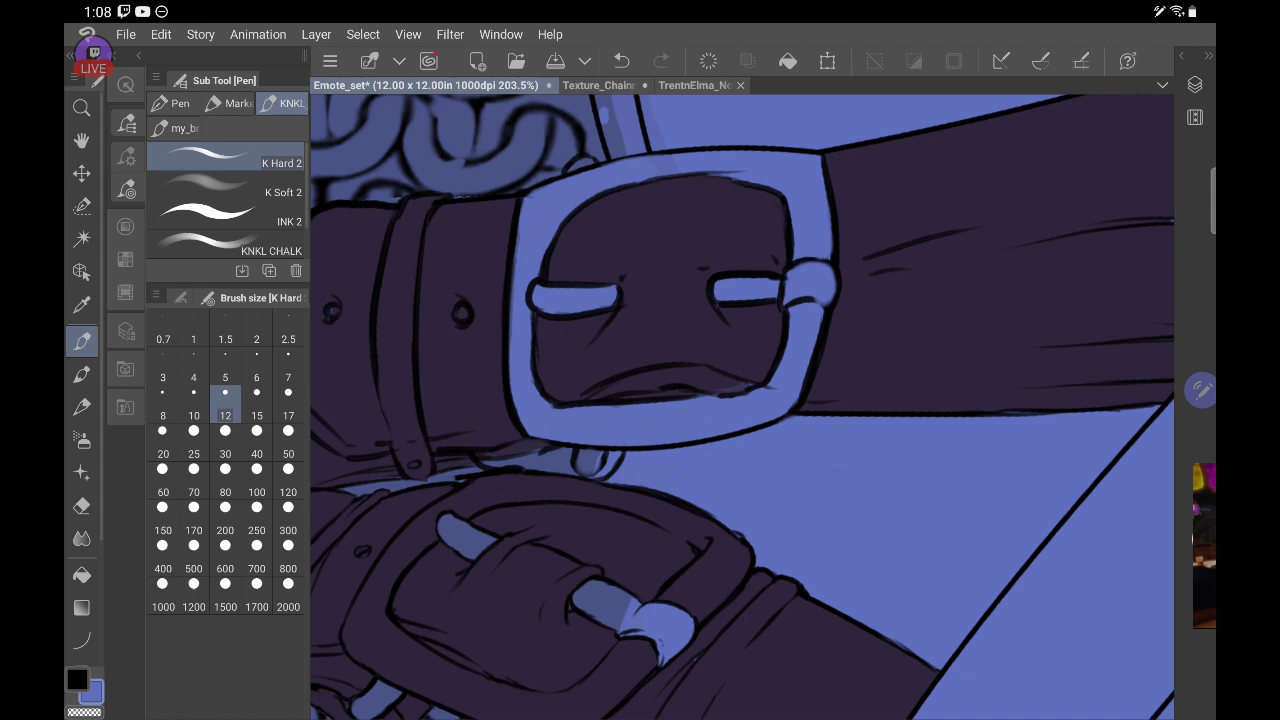 1:08
LIVE
File Edit Story Animation Layer Select View Filter Window Help
Sub Tool [Pen]
Emote_set* (12.00 x 12.00in 1000dpi 203.5%) Texture_Chain TrentnElma_No
Pen Marke KNKL
my_br
K Hard 2
K Soft 2
INK 2
KNKL CHALK
Brush size [K Hard
0.7 1 1.5 2 2.5
3 4 5 6 7
8 10 12 15 17
20 25 30 40 50
60 70 80 100 120
150 170 200 250 300
400 500 600 700 800
1000 1200 1500 1700 2000